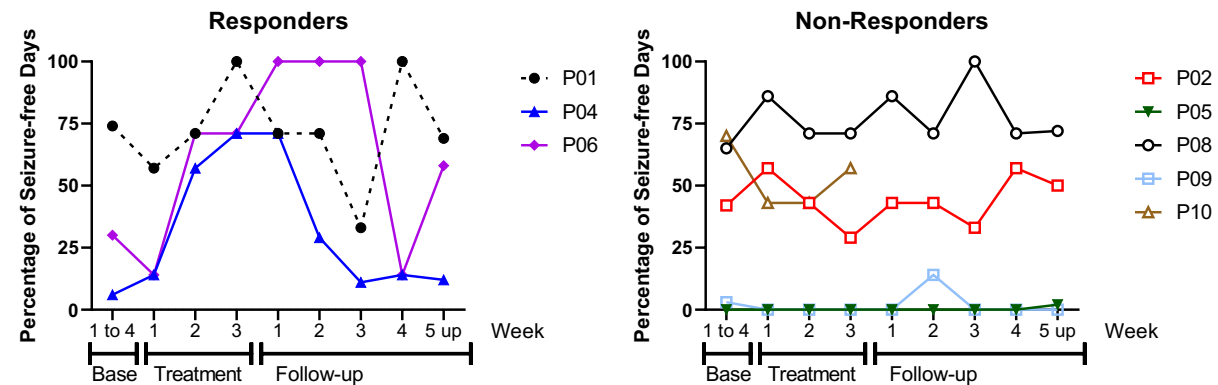 Responders
Percentage of Seizure-free Days
100
75
50
25
0
1 to 4 1 2 3 1 2 3 4 5 up Week
Base Treatment Follow-up
P01
P04
P06
Non-Responders
Percentage of Seizure-free Days
100
75
50
25
0
1 to 4 1 2 3 1 2 3 4 5 up Week
Base Treatment Follow-up
P02
P05
P08
P09
P10